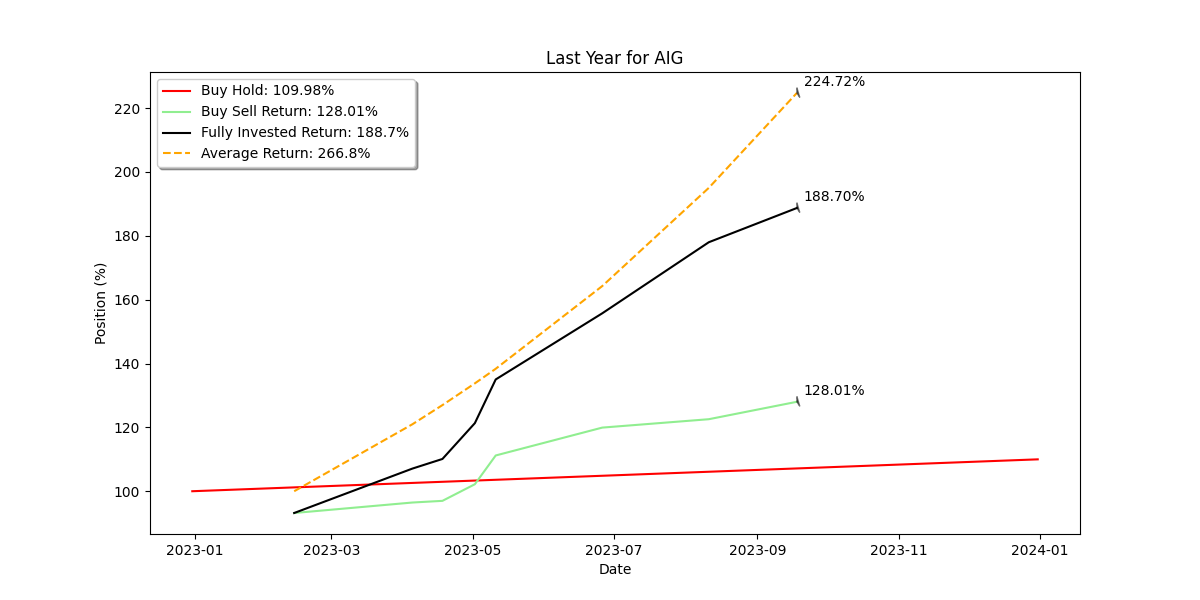 Last Year for AIG
Buy Hold: 109.98%
Buy Sell Return: 128.01%
Fully Invested Return: 188.7%
Average Return: 266.8%
224.72%
188.70%
128.01%
Position (%)
220
200
180
160
140
120
100
2023-01
2023-03
2023-05
2023-07
2023-09
2023-11
2024-01
Date